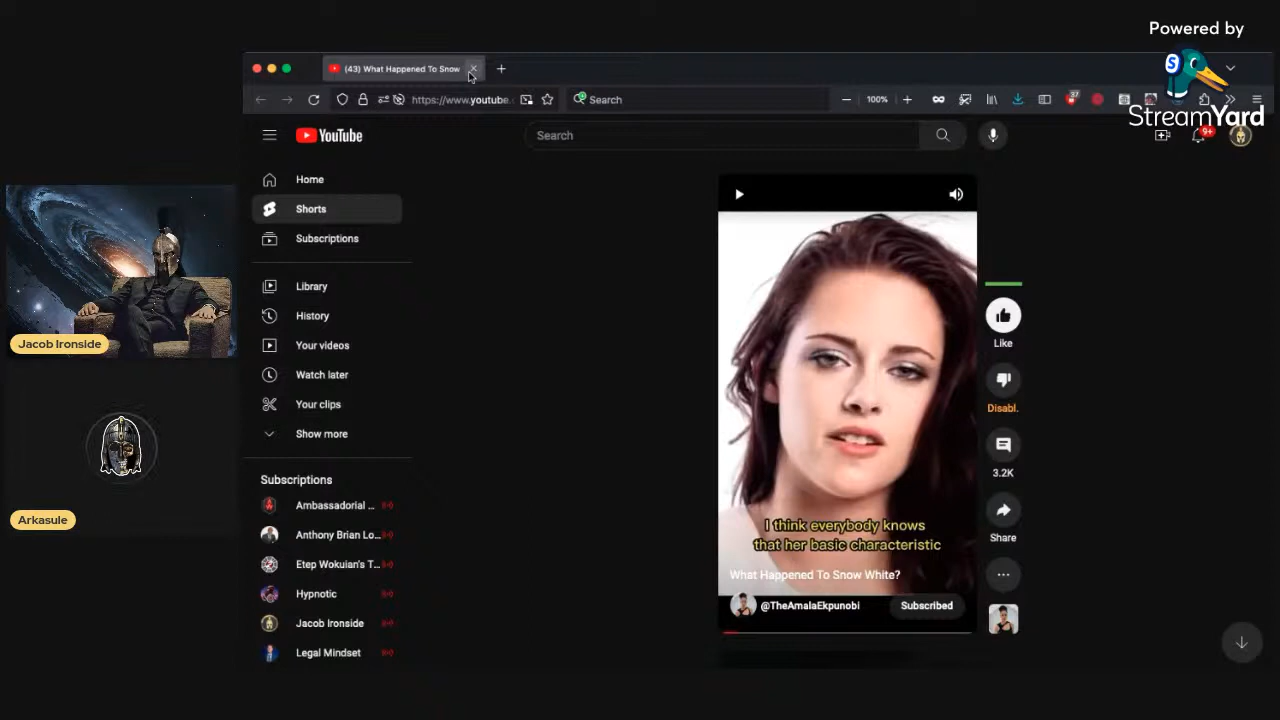 Powered by
StreamYard
(43) What Happened To Snow
https://www.youtube.c
Search
100%
37
YouTube
Search
9+
Home
Shorts
Subscriptions
Library
History
Your videos
Watch later
Your clips
Show more
Subscriptions
Ambassadorial ...
Anthony Brian Lo...
Etep Wokuian's T...
Hypnotic
Jacob Ironside
Legal Mindset
Jacob Ironside
Arkasule
I think everybody knows
that her basic characteristic
What Happened To Snow White?
@TheAmalaEkpunobi
Subscribed
Like
Disabl.
3.2K
Share